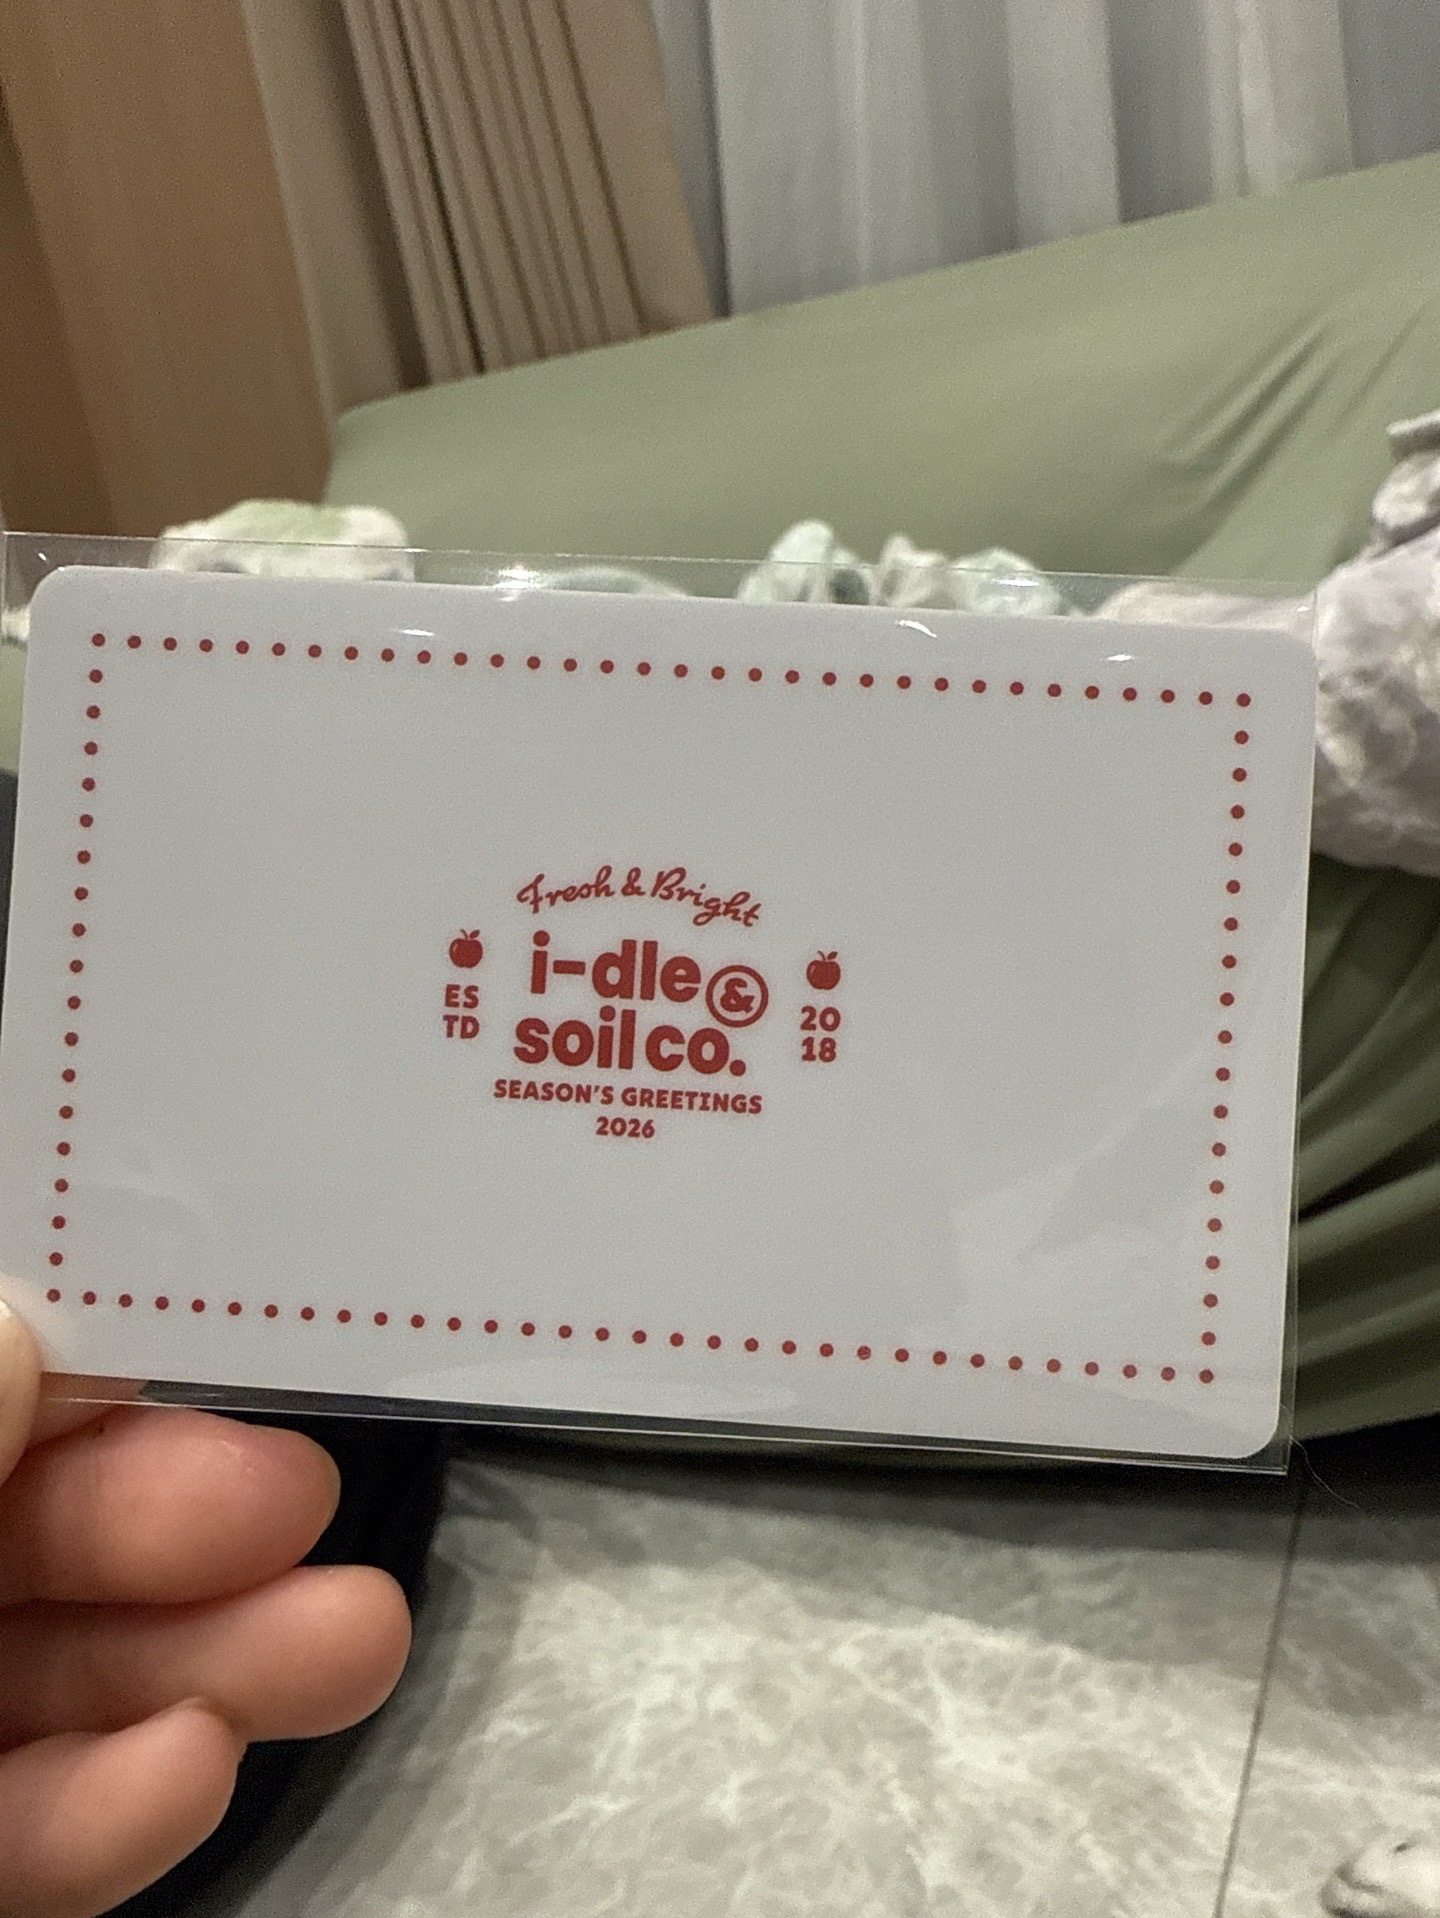 Fresh & Bright
i-dle &
soil co.
ES
TD
20
18
SEASON'S GREETINGS
2026